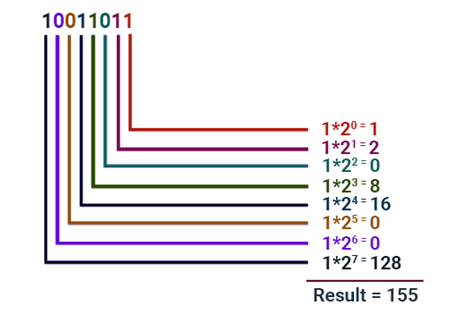 10011011
1*2⁰ = 1
1*2¹ = 2
1*2² = 0
1*2³ = 8
1*2⁴ = 16
1*2⁵ = 0
1*2⁶ = 0
1*2⁷ = 128
Result = 155